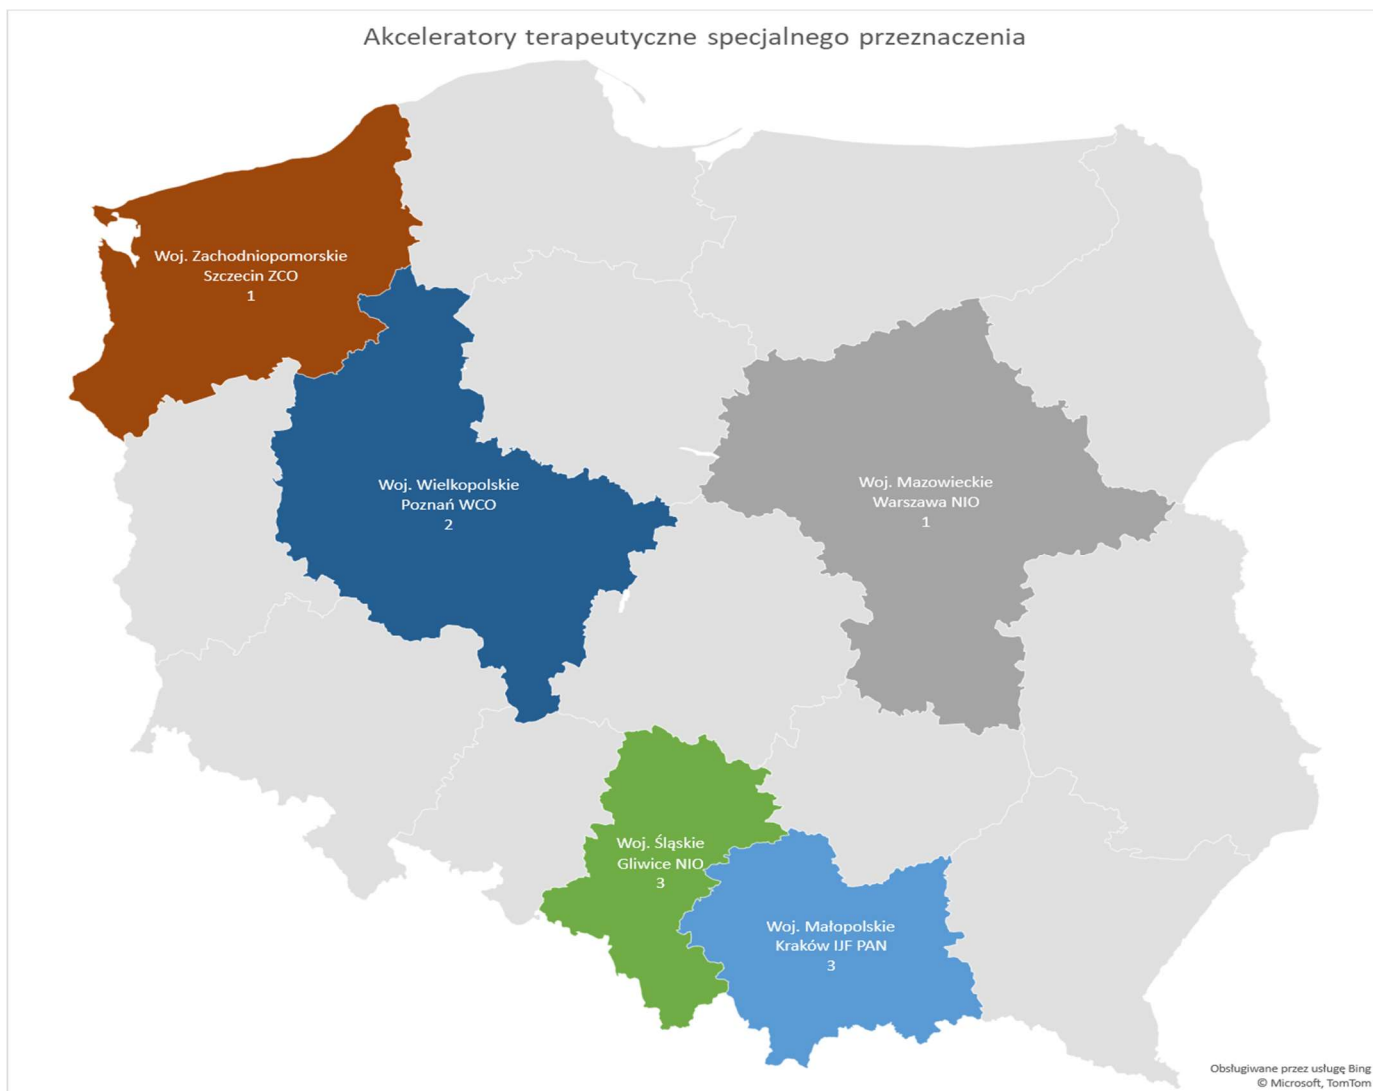 Akceleratory terapeutyczne specjalnego przeznaczenia
Woj. Zachodniopomorskie
Szczecin ZCO
1
Woj. Wielkopolskie
Poznań WCO
2
Woj. Mazowieckie
Warszawa NIO
1
Woj. Śląskie
Gliwice NIO
3
Woj. Małopolskie
Kraków IJF PAN
3
Obsługiwane przez usługę Bing
© Microsoft, TomTom